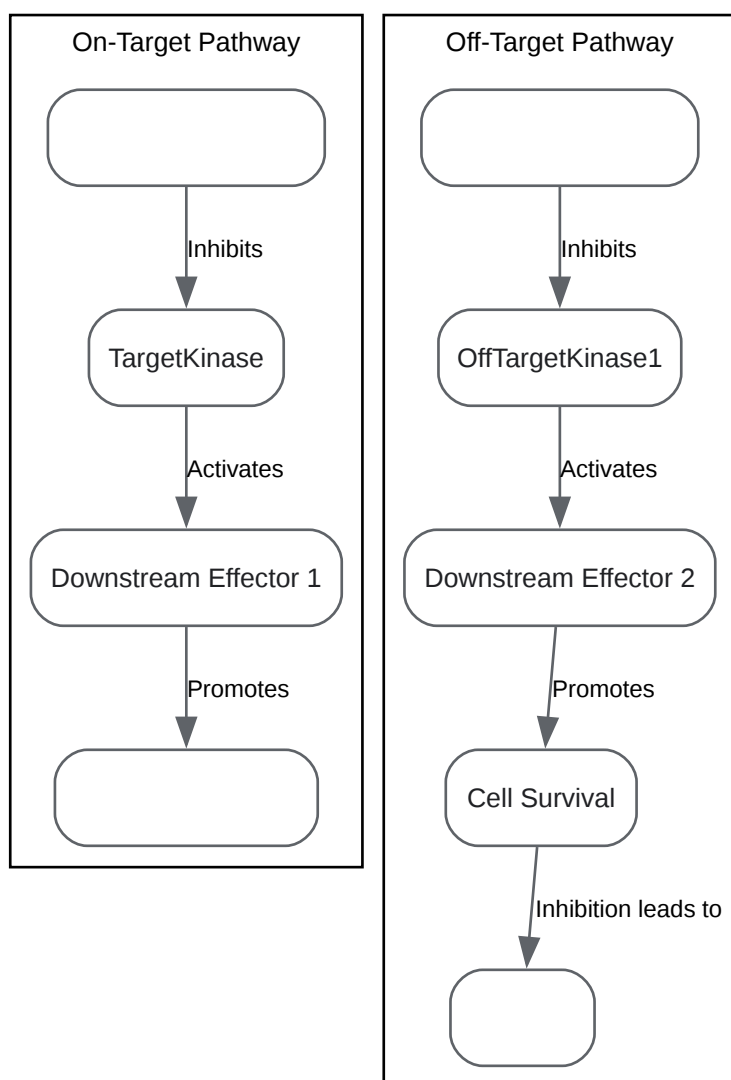 On-Target Pathway
Inhibits
TargetKinase
Activates
Downstream Effector 1
Promotes
Off-Target Pathway
Inhibits
OffTargetKinase1
Activates
Downstream Effector 2
Promotes
Cell Survival
Inhibition leads to